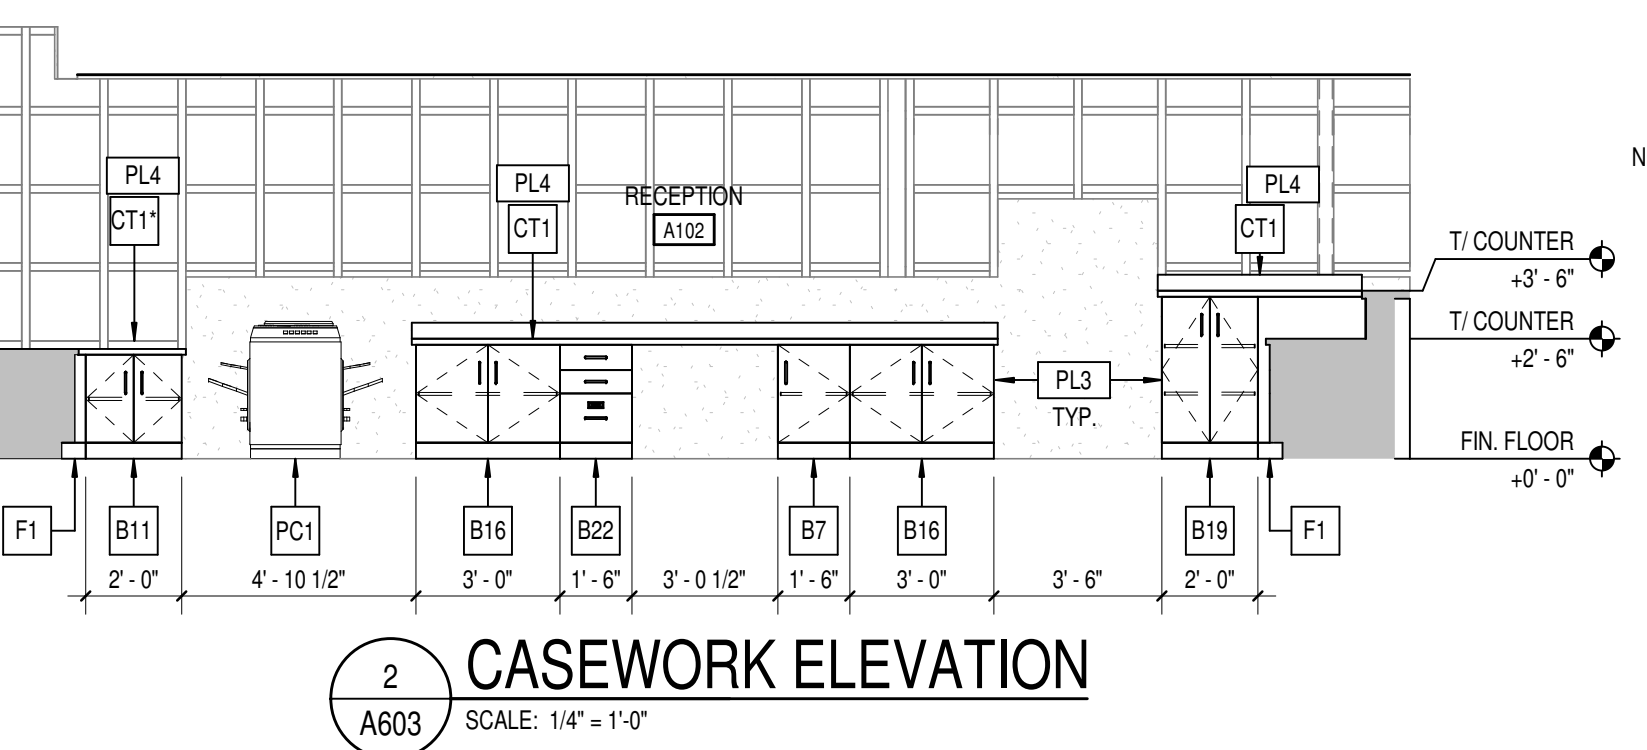 N
PL4
CT1*
PL4
CT1
RECEPTION
A102
PL4
CT1
T/ COUNTER
+3' - 6"
T/ COUNTER
+2' - 6"
PL3
TYP.
FIN. FLOOR
+0' - 0"
F1
B11
PC1
B16
B22
B7
B16
B19
F1
2' - 0"
4' - 10 1/2"
3' - 0"
1' - 6"
3' - 0 1/2"
1' - 6"
3' - 0"
3' - 6"
2' - 0"
2
A603
CASEWORK ELEVATION
SCALE: 1/4" = 1'-0"